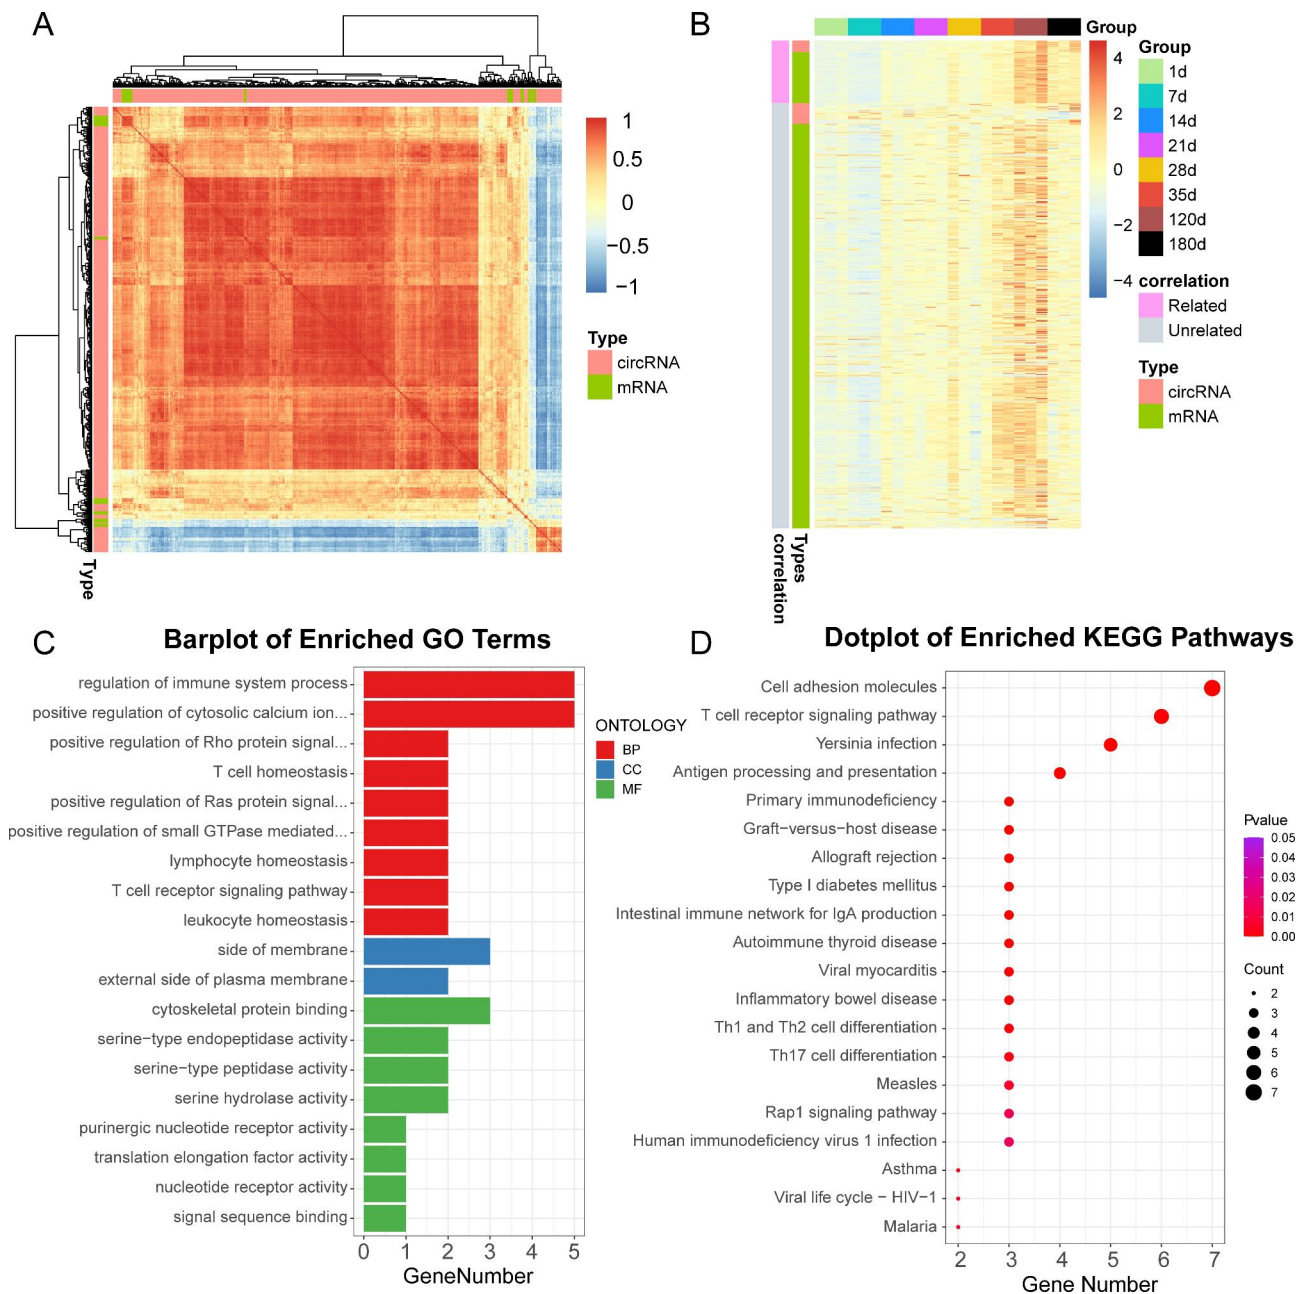 A
1
0.5
0
−0.5
−1
Type
circRNA
mRNA
Type
B
Group
4
2
0
−2
−4
Group
1d
7d
14d
21d
28d
35d
120d
180d
correlation
Related
Unrelated
Type
circRNA
mRNA
Types
correlation
C
Barplot of Enriched GO Terms
regulation of immune system process
positive regulation of cytosolic calcium ion...
positive regulation of Rho protein signal...
T cell homeostasis
positive regulation of Ras protein signal...
positive regulation of small GTPase mediated...
lymphocyte homeostasis
T cell receptor signaling pathway
leukocyte homeostasis
side of membrane
external side of plasma membrane
cytoskeletal protein binding
serine−type endopeptidase activity
serine−type peptidase activity
serine hydrolase activity
purinergic nucleotide receptor activity
translation elongation factor activity
nucleotide receptor activity
signal sequence binding
0 1 2 3 4 5
GeneNumber
ONTOLOGY
BP
CC
MF
D
Dotplot of Enriched KEGG Pathways
Cell adhesion molecules
T cell receptor signaling pathway
Yersinia infection
Antigen processing and presentation
Primary immunodeficiency
Graft−versus−host disease
Allograft rejection
Type I diabetes mellitus
Intestinal immune network for IgA production
Autoimmune thyroid disease
Viral myocarditis
Inflammatory bowel disease
Th1 and Th2 cell differentiation
Th17 cell differentiation
Measles
Rap1 signaling pathway
Human immunodeficiency virus 1 infection
Asthma
Viral life cycle − HIV−1
Malaria
2 3 4 5 6 7
Gene Number
Pvalue
0.05
0.04
0.03
0.02
0.01
0.00
Count
2
3
4
5
6
7